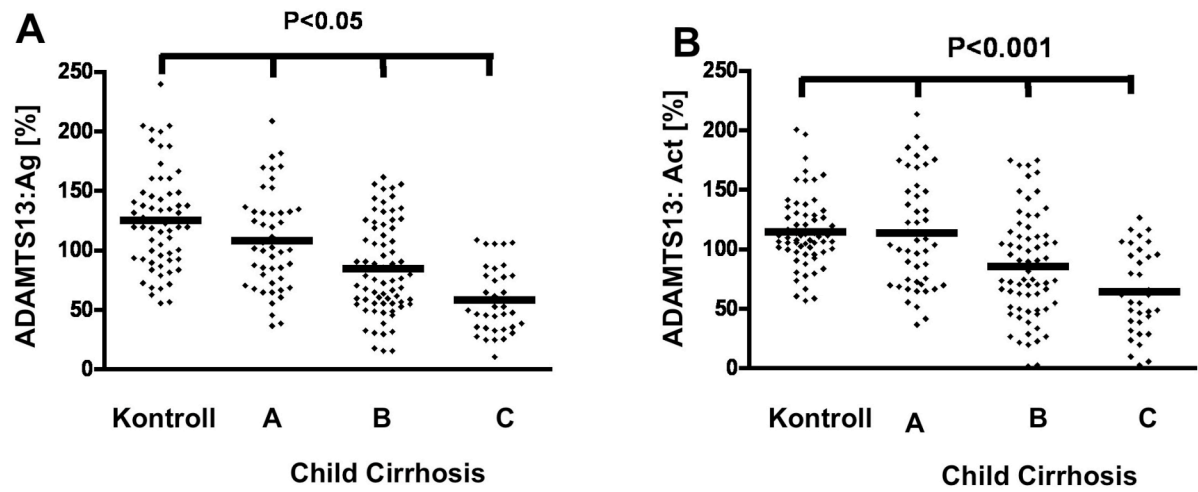 A
P<0.05
ADAMTS13:Ag [%]
250
200
150
100
50
0
Kontroll A B C
Child Cirrhosis
B
P<0.001
ADAMTS13: Act [%]
250
200
150
100
50
0
Kontroll A B C
Child Cirrhosis